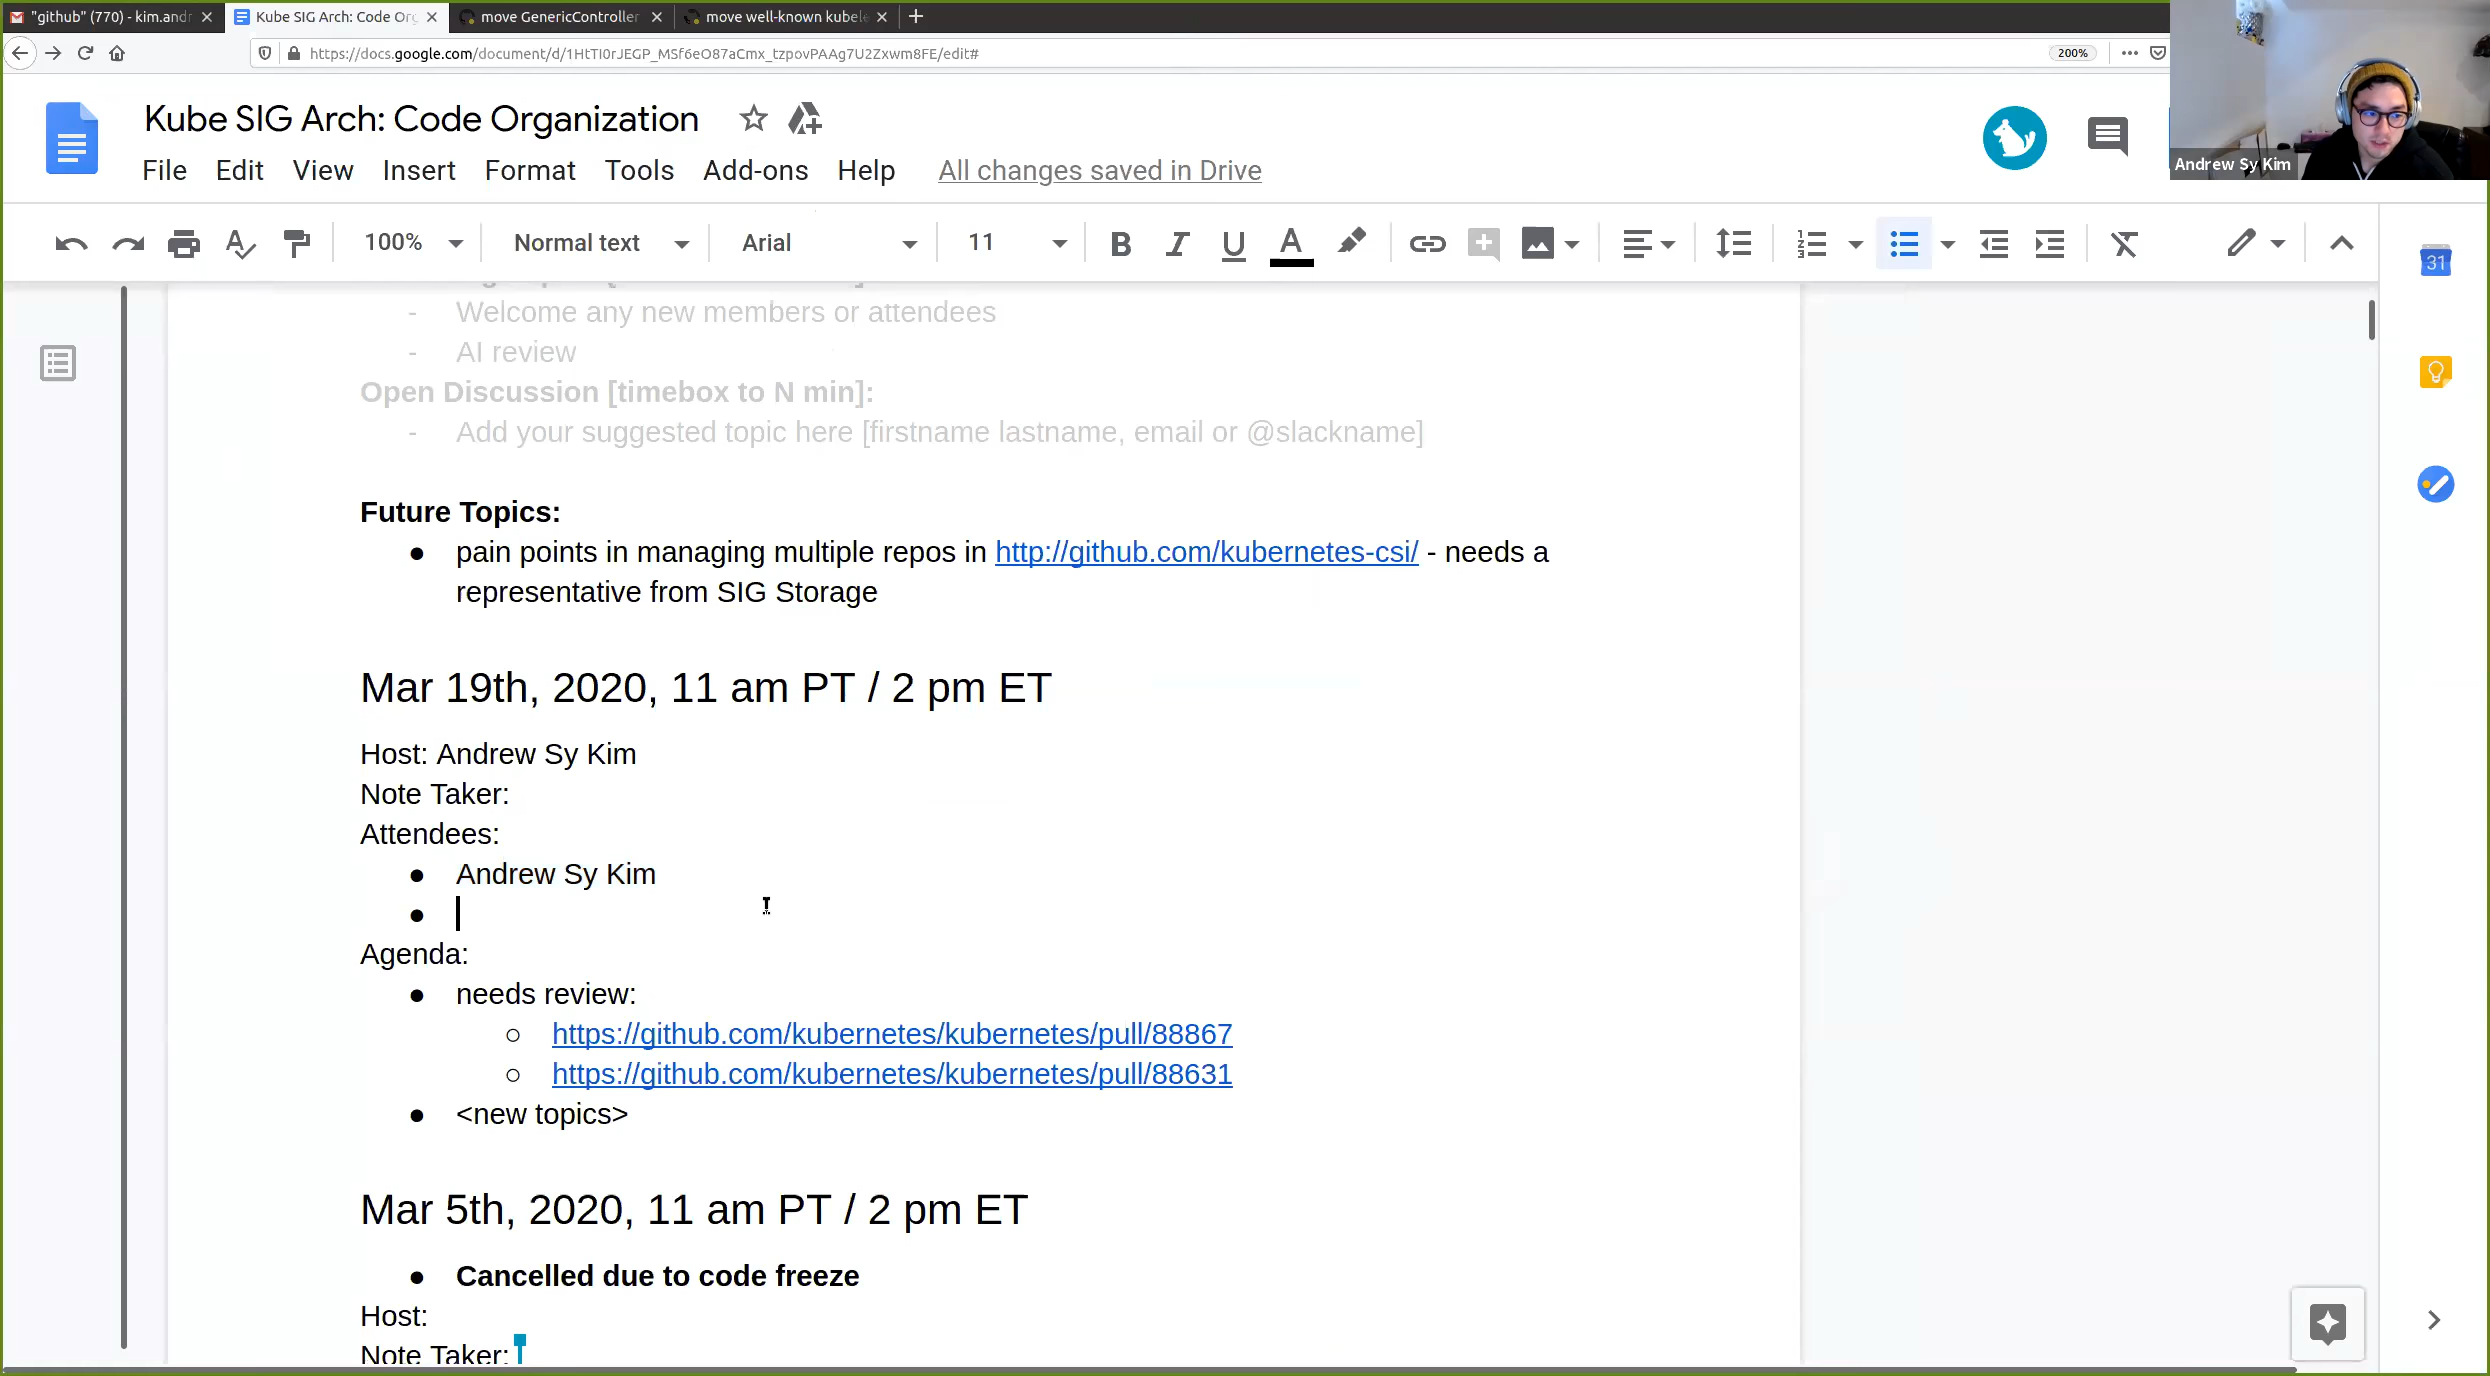 "github" (770) - kim.andr
Kube SIG Arch: Code Org
move GenericController
move well-known kubele
https://docs.google.com/document/d/1HtTI0rJEGP_MSf6eO87aCmx_tzpovPAAg7U2Zxwm8FE/edit#
200%
Kube SIG Arch: Code Organization
File Edit View Insert Format Tools Add-ons Help All changes saved in Drive
Andrew Sy Kim
100% Normal text Arial 11
31
- Welcome any new members or attendees
- AI review
Open Discussion [timebox to N min]:
- Add your suggested topic here [firstname lastname, email or @slackname]
Future Topics:
● pain points in managing multiple repos in http://github.com/kubernetes-csi/ - needs a
representative from SIG Storage
Mar 19th, 2020, 11 am PT / 2 pm ET
Host: Andrew Sy Kim
Note Taker:
Attendees:
● Andrew Sy Kim
●
Agenda:
● needs review:
○ https://github.com/kubernetes/kubernetes/pull/88867
○ https://github.com/kubernetes/kubernetes/pull/88631
● <new topics>
Mar 5th, 2020, 11 am PT / 2 pm ET
● Cancelled due to code freeze
Host:
Note Taker: